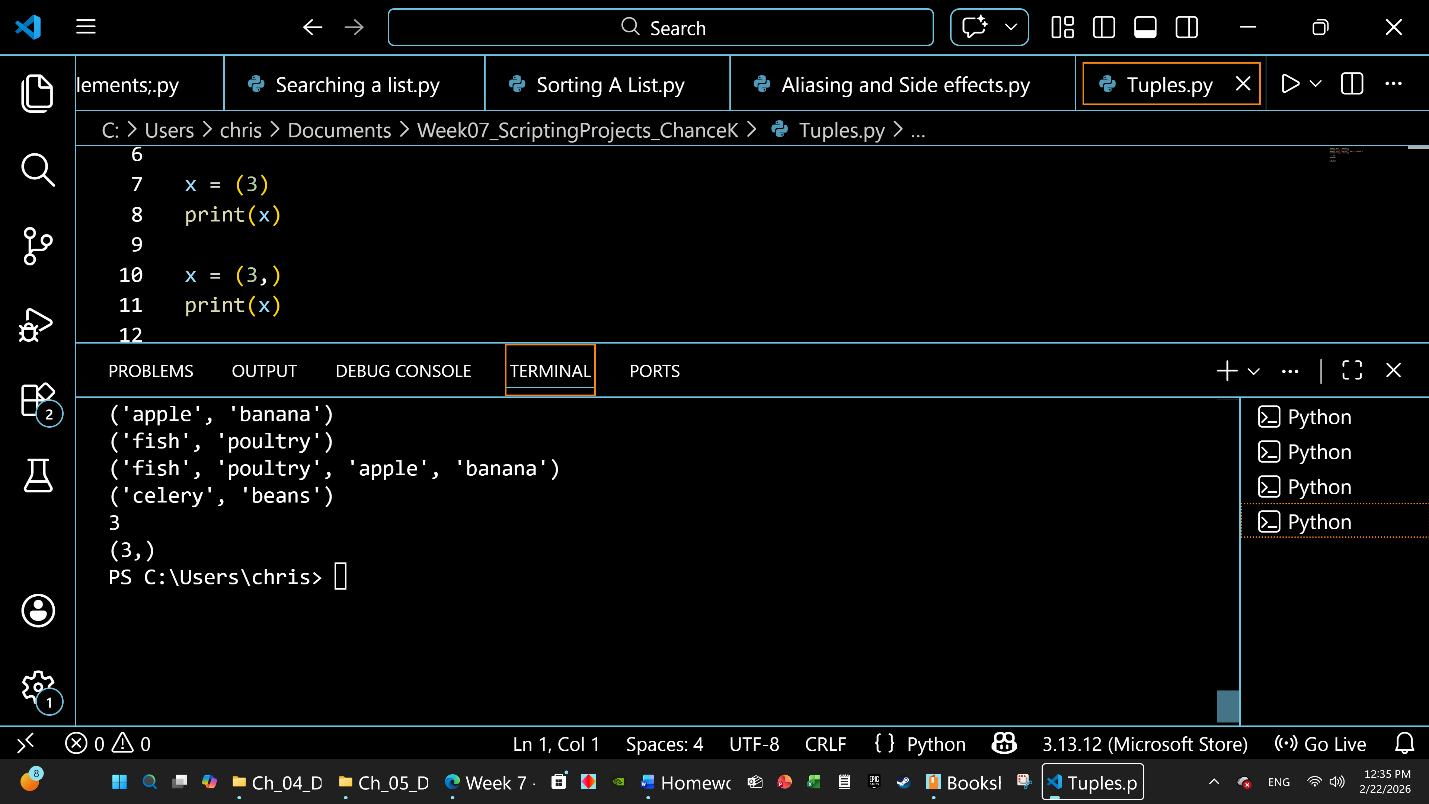 Search
lements;.py
Searching a list.py
Sorting A List.py
Aliasing and Side effects.py
Tuples.py
C: > Users > chris > Documents > Week07_ScriptingProjects_ChanceK > Tuples.py > ...
6
7 x = (3)
8 print(x)
9
10 x = (3,)
11 print(x)
12
PROBLEMS
OUTPUT
DEBUG CONSOLE
TERMINAL
PORTS
('apple', 'banana')
('fish', 'poultry')
('fish', 'poultry', 'apple', 'banana')
('celery', 'beans')
3
(3,)
PS C:\Users\chris>
Python
Python
Python
Python
2
1
0
0
Ln 1, Col 1
Spaces: 4
UTF-8
CRLF
{ } Python
3.13.12 (Microsoft Store)
Go Live
8
Ch_04_D
Ch_05_D
Week 7 -
Homewo
Booksl
Tuples.p
ENG
12:35 PM
2/22/2026